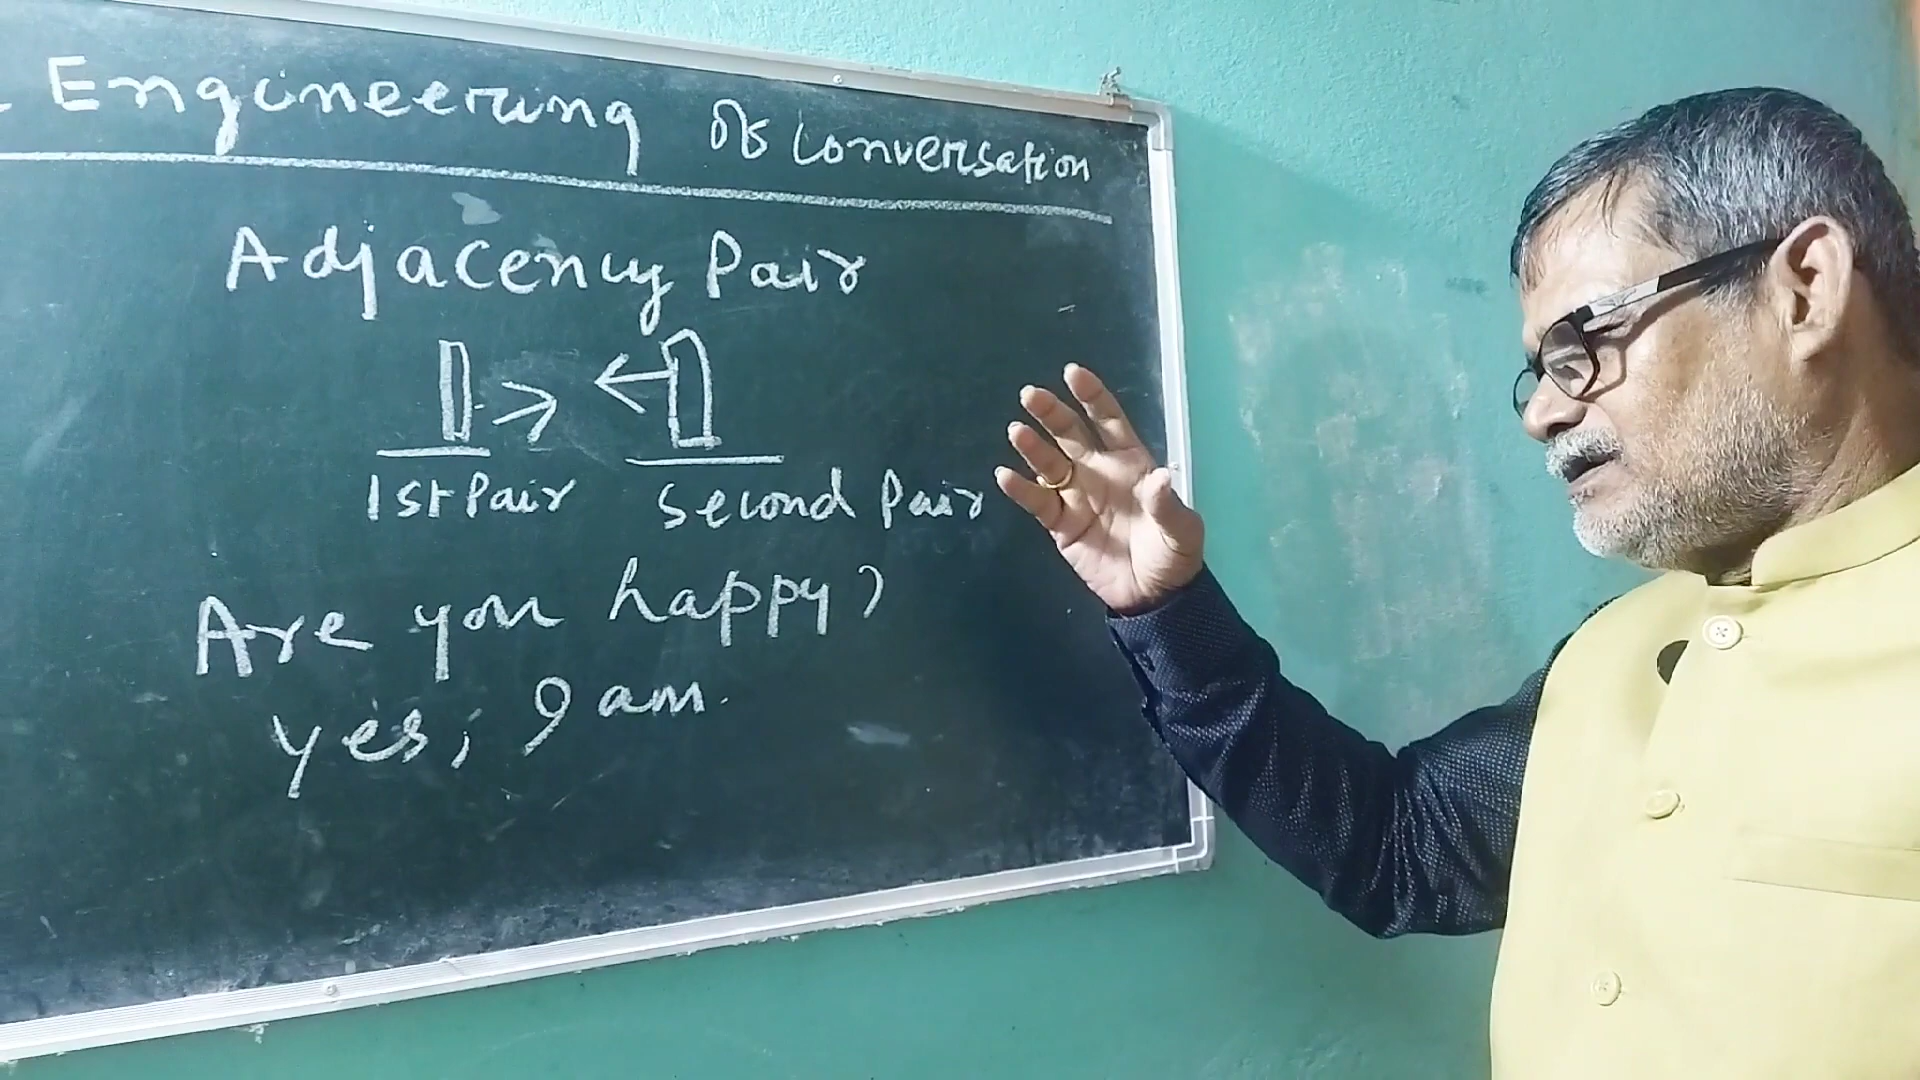 Engineering Of Conversation
Adjacency Pair
1st Pair Second Pair
Are you happy?
yes, I am.